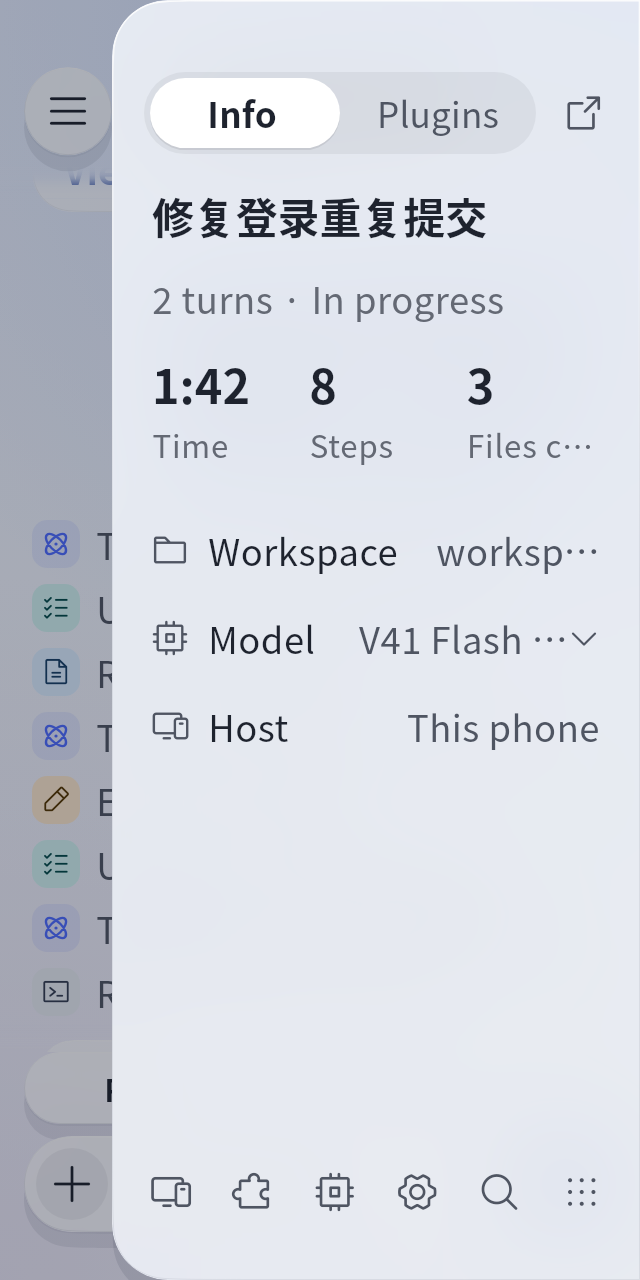 Info
Plugins
修复登录重复提交
2 turns · In progress
1:42
8
3
Time
Steps
Files c…
Workspace
worksp…
Model
V41 Flash …
Host
This phone